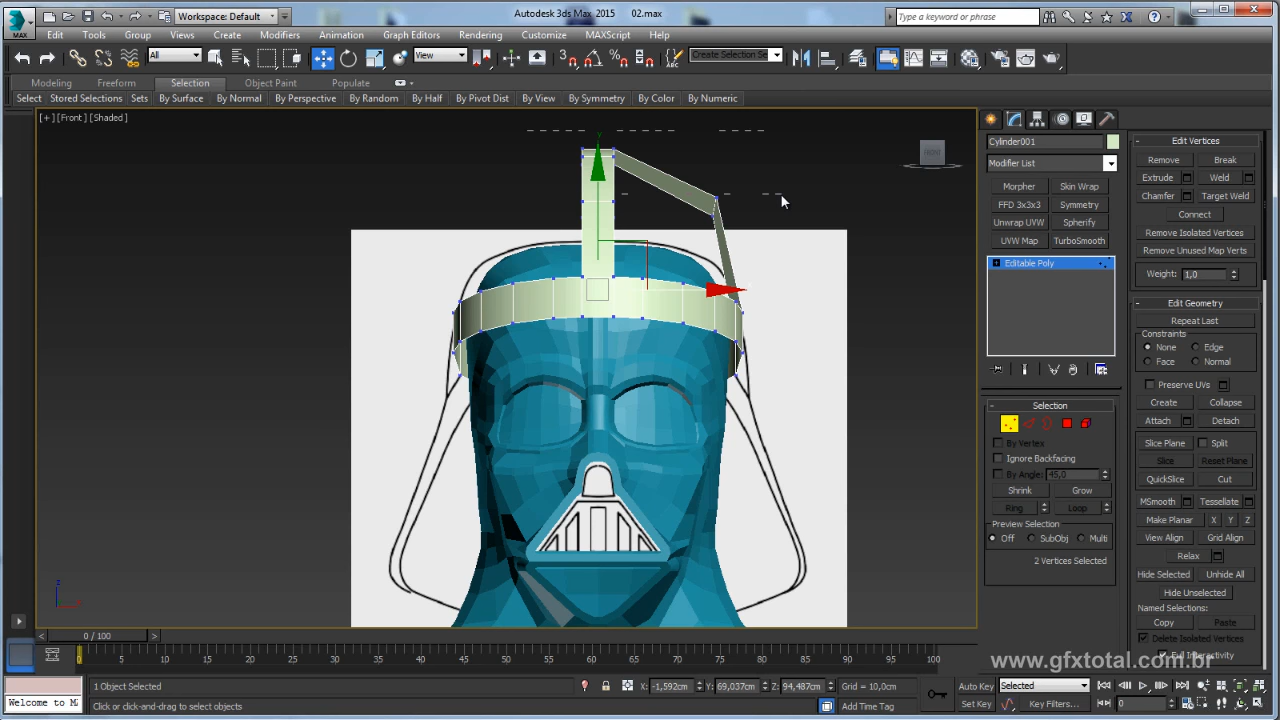 Autodesk 3ds Max 2015 02.max
Workspace: Default
Type a keyword or phrase
MAX
Edit Tools Group Views Create Modifiers Animation Graph Editors Rendering Customize MAXScript Help
All View Create Selection Se
Modeling Freeform Selection Object Paint Populate
Select Stored Selections Sets By Surface By Normal By Perspective By Random By Half By Pivot Dist By View By Symmetry By Color By Numeric
[+] [Front] [Shaded]
Cylinder001
Modifier List
Morpher Skin Wrap
FFD 3x3x3 Symmetry
Unwrap UVW Spherify
UVW Map TurboSmooth
Editable Poly
Selection
By Vertex
Ignore Backfacing
By Angle: 45,0
Shrink Grow
Ring Loop
Preview Selection
Off SubObj Multi
2 Vertices Selected
Edit Vertices
Remove Break
Extrude Weld
Chamfer Target Weld
Connect
Remove Isolated Vertices
Remove Unused Map Verts
Weight: 1,0
Edit Geometry
Repeat Last
Constraints
None Edge
Face Normal
Preserve UVs
Create Collapse
Attach Detach
Slice Plane Split
Slice Reset Plane
QuickSlice Cut
MSmooth Tessellate
Make Planar X Y Z
View Align Grid Align
Relax
Hide Selected Unhide All
Hide Unselected
Named Selections:
Copy Paste
Delete Isolated Vertices
Full Interactivity
www.gfxtotal.com.br
0 / 100
0 5 10 15 20 25 30 35 40 45 50 55 60 65 70 75 80 85 90 95 100
1 Object Selected X: -1,592cm Y: 69,037cm Z: 94,487cm Grid = 10,0cm Auto Key Selected
Welcome to M Click or click-and-drag to select objects Add Time Tag Set Key Key Filters... 0